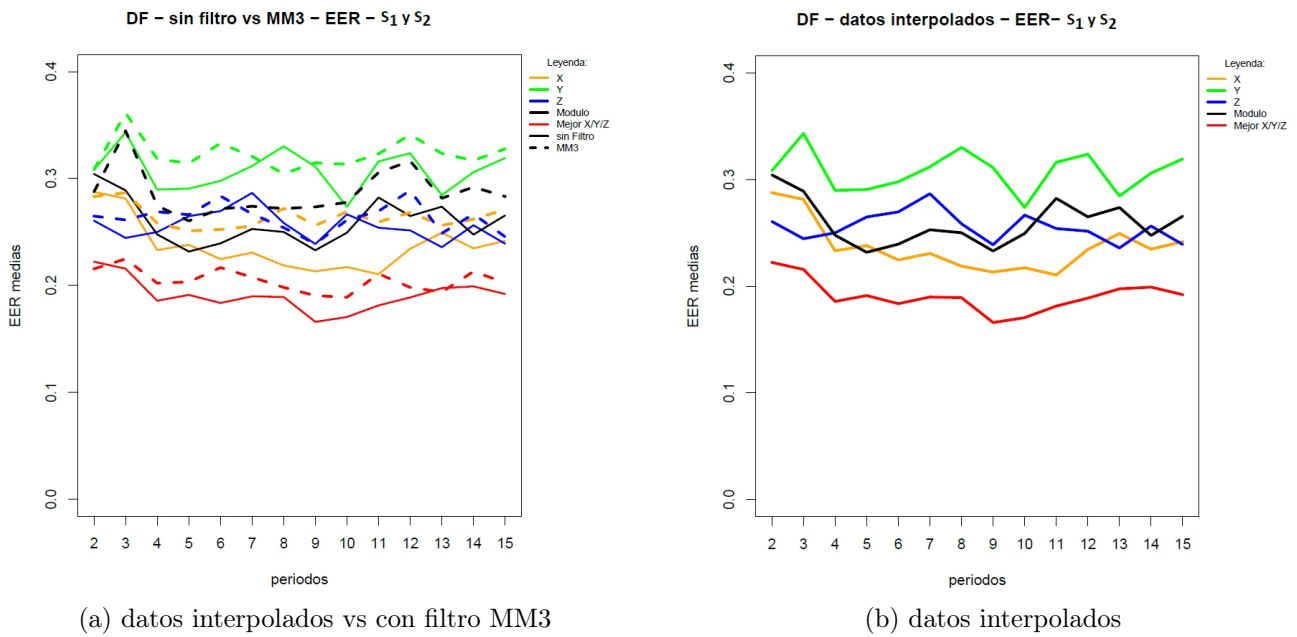 DF − sin filtro vs MM3 − EER − S1 y S2
Leyenda:
X
Y
Z
Modulo
Mejor X/Y/Z
sin Filtro
MM3
EER medias
0.4
0.3
0.2
0.1
0.0
2 3 4 5 6 7 8 9 10 11 12 13 14 15
periodos
(a) datos interpolados vs con filtro MM3
DF − datos interpolados − EER− S1 y S2
Leyenda:
X
Y
Z
Modulo
Mejor X/Y/Z
EER medias
0.4
0.3
0.2
0.1
0.0
2 3 4 5 6 7 8 9 10 11 12 13 14 15
periodos
(b) datos interpolados